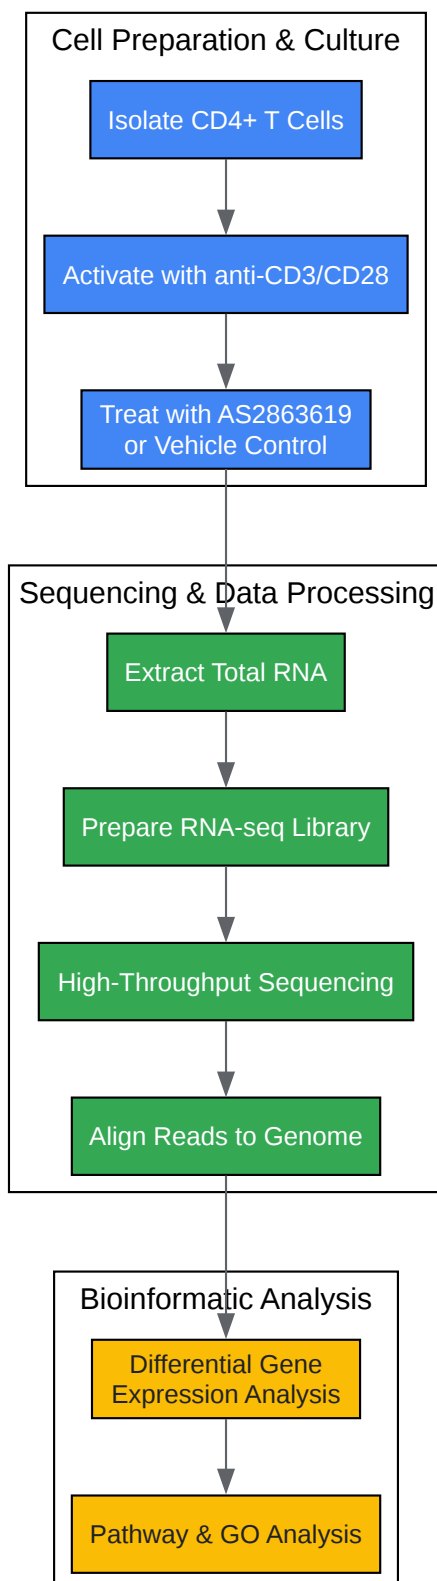 Cell Preparation & Culture
Isolate CD4+ T Cells
Activate with anti-CD3/CD28
Treat with AS2863619
or Vehicle Control
Sequencing & Data Processing
Extract Total RNA
Prepare RNA-seq Library
High-Throughput Sequencing
Align Reads to Genome
Bioinformatic Analysis
Differential Gene
Expression Analysis
Pathway & GO Analysis